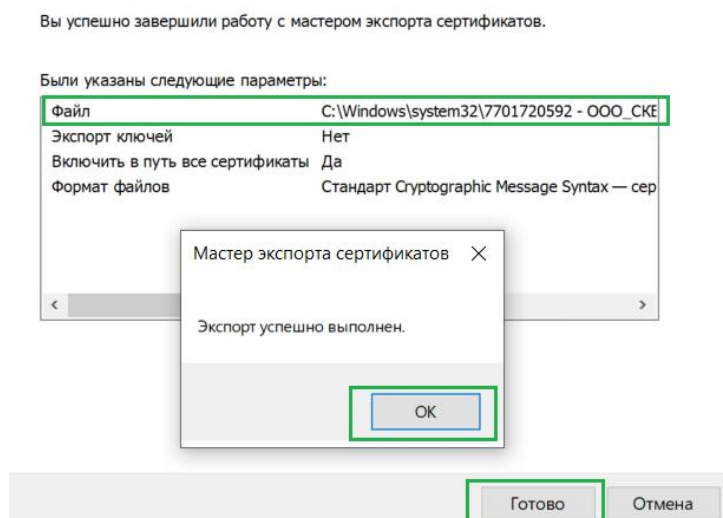 Вы успешно завершили работу с мастером экспорта сертификатов.
Были указаны следующие параметры:
Файл C:\Windows\system32\7701720592 - ООО_СКЕ
Экспорт ключей Нет
Включить в путь все сертификаты Да
Формат файлов Стандарт Cryptographic Message Syntax — сер
Мастер экспорта сертификатов
Экспорт успешно выполнен.
ОК
Готово Отмена